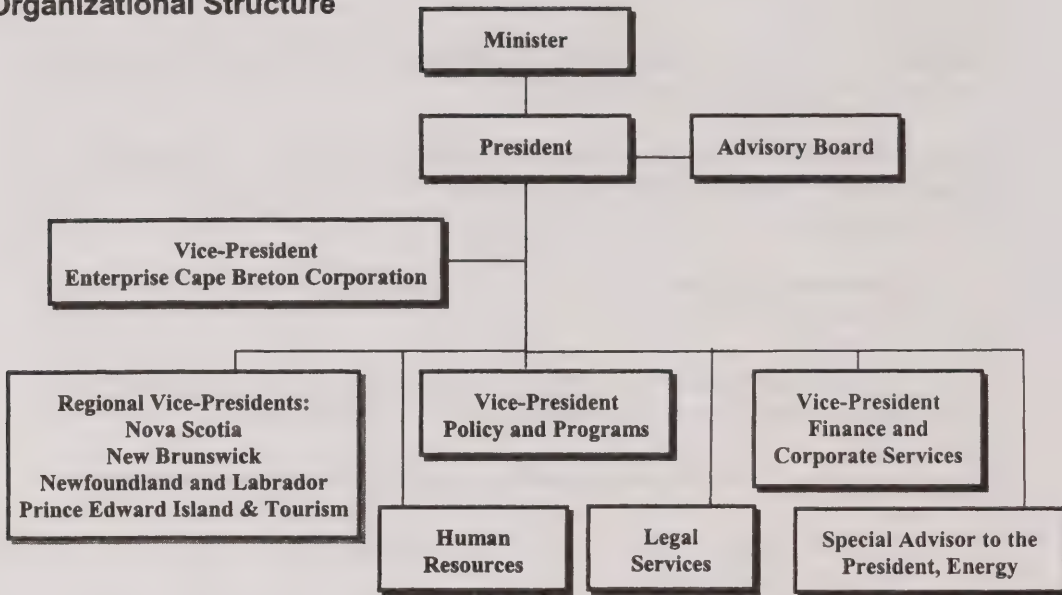 Organizational Structure
Minister
President
Advisory Board
Vice-President
Enterprise Cape Breton Corporation
Regional Vice-Presidents:
Nova Scotia
New Brunswick
Newfoundland and Labrador
Prince Edward Island & Tourism
Vice-President
Policy and Programs
Vice-President
Finance and
Corporate Services
Human
Resources
Legal
Services
Special Advisor to the
President, Energy